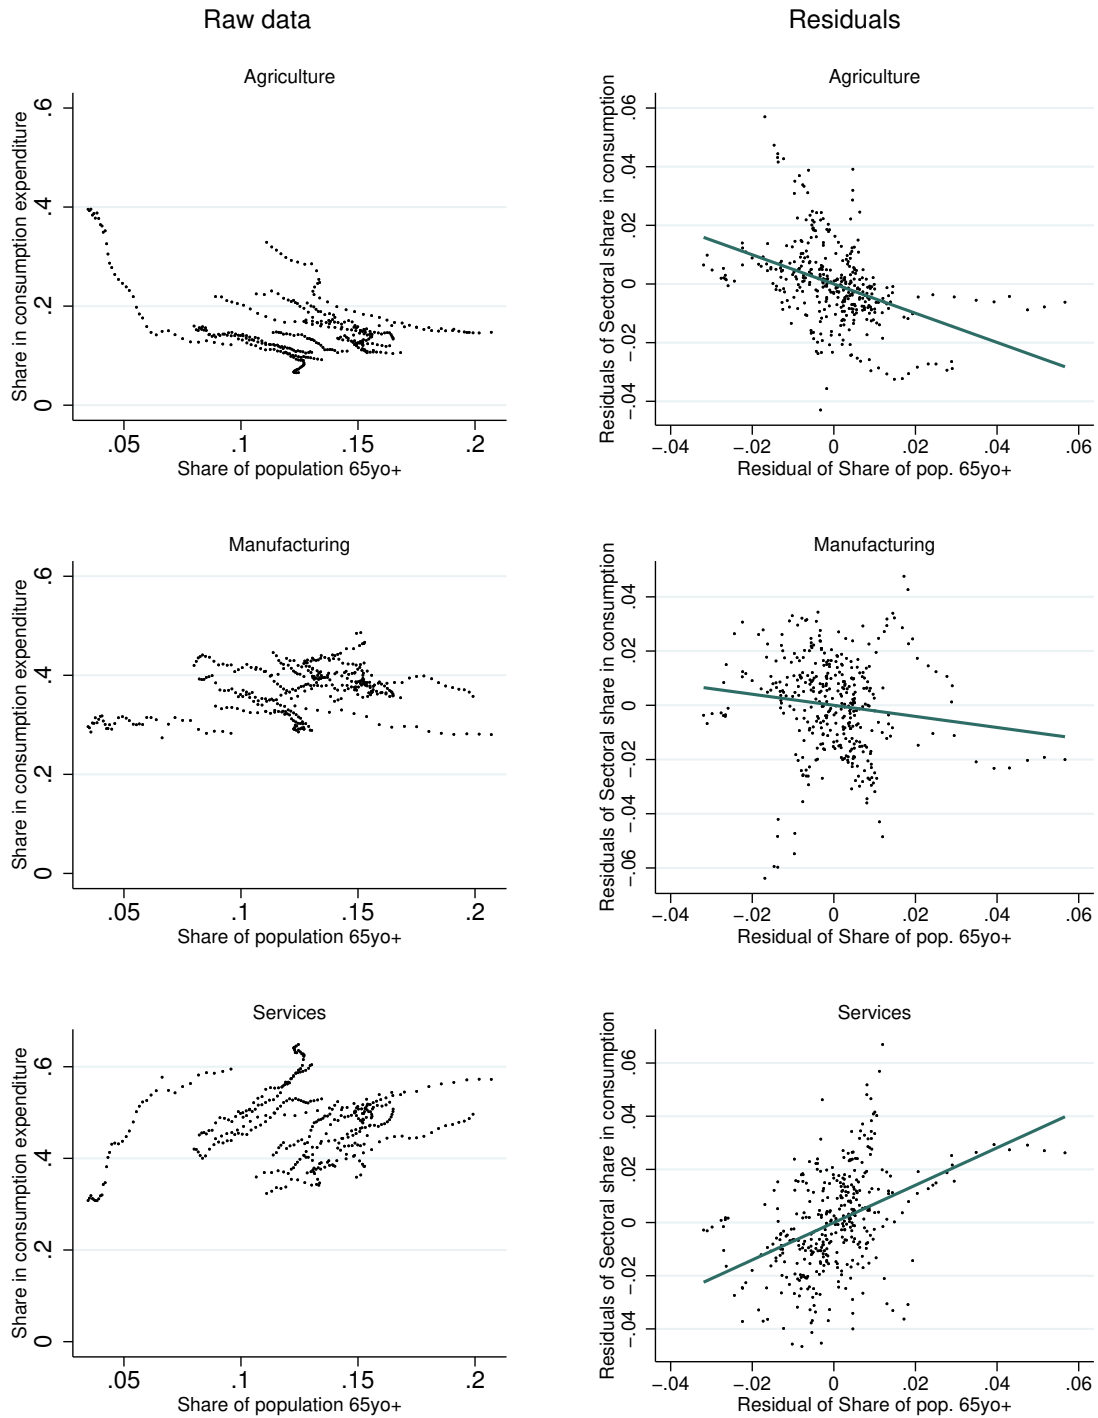 Raw data
Residuals
Agriculture
Share in consumption expenditure
.6
.4
.2
0
.05 .1 .15 .2
Share of population 65yo+
Agriculture
Residuals of Sectoral share in consumption
.06
.04
.02
0
−.02
−.04
−.04 −.02 0 .02 .04 .06
Residual of Share of pop. 65yo+
Manufacturing
Share in consumption expenditure
.6
.4
.2
0
.05 .1 .15 .2
Share of population 65yo+
Manufacturing
Residuals of Sectoral share in consumption
.04
.02
0
−.02
−.04
−.06
−.04 −.02 0 .02 .04 .06
Residual of Share of pop. 65yo+
Services
Share in consumption expenditure
.6
.4
.2
0
.05 .1 .15 .2
Share of population 65yo+
Services
Residuals of Sectoral share in consumption
.06
.04
.02
0
−.02
−.04
−.04 −.02 0 .02 .04 .06
Residual of Share of pop. 65yo+